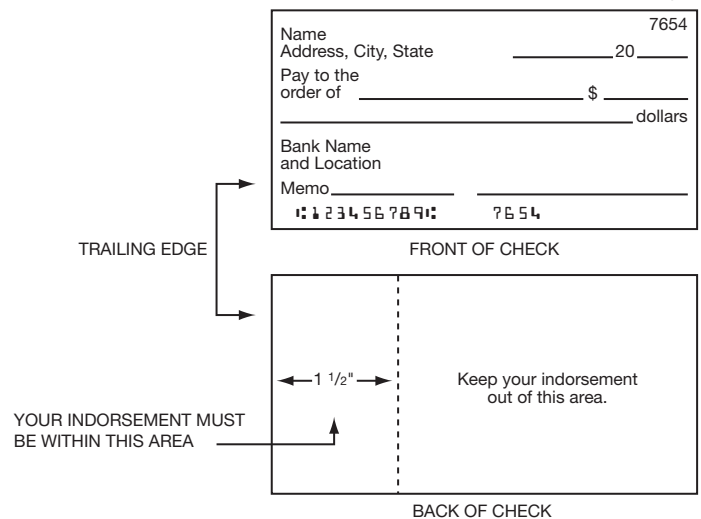 7654
Name
Address, City, State 20
Pay to the
order of $
dollars
Bank Name
and Location
Memo
⑆123456789⑆ 7654
TRAILING EDGE
FRONT OF CHECK
1 1/2"
Keep your indorsement
out of this area.
YOUR INDORSEMENT MUST
BE WITHIN THIS AREA
BACK OF CHECK